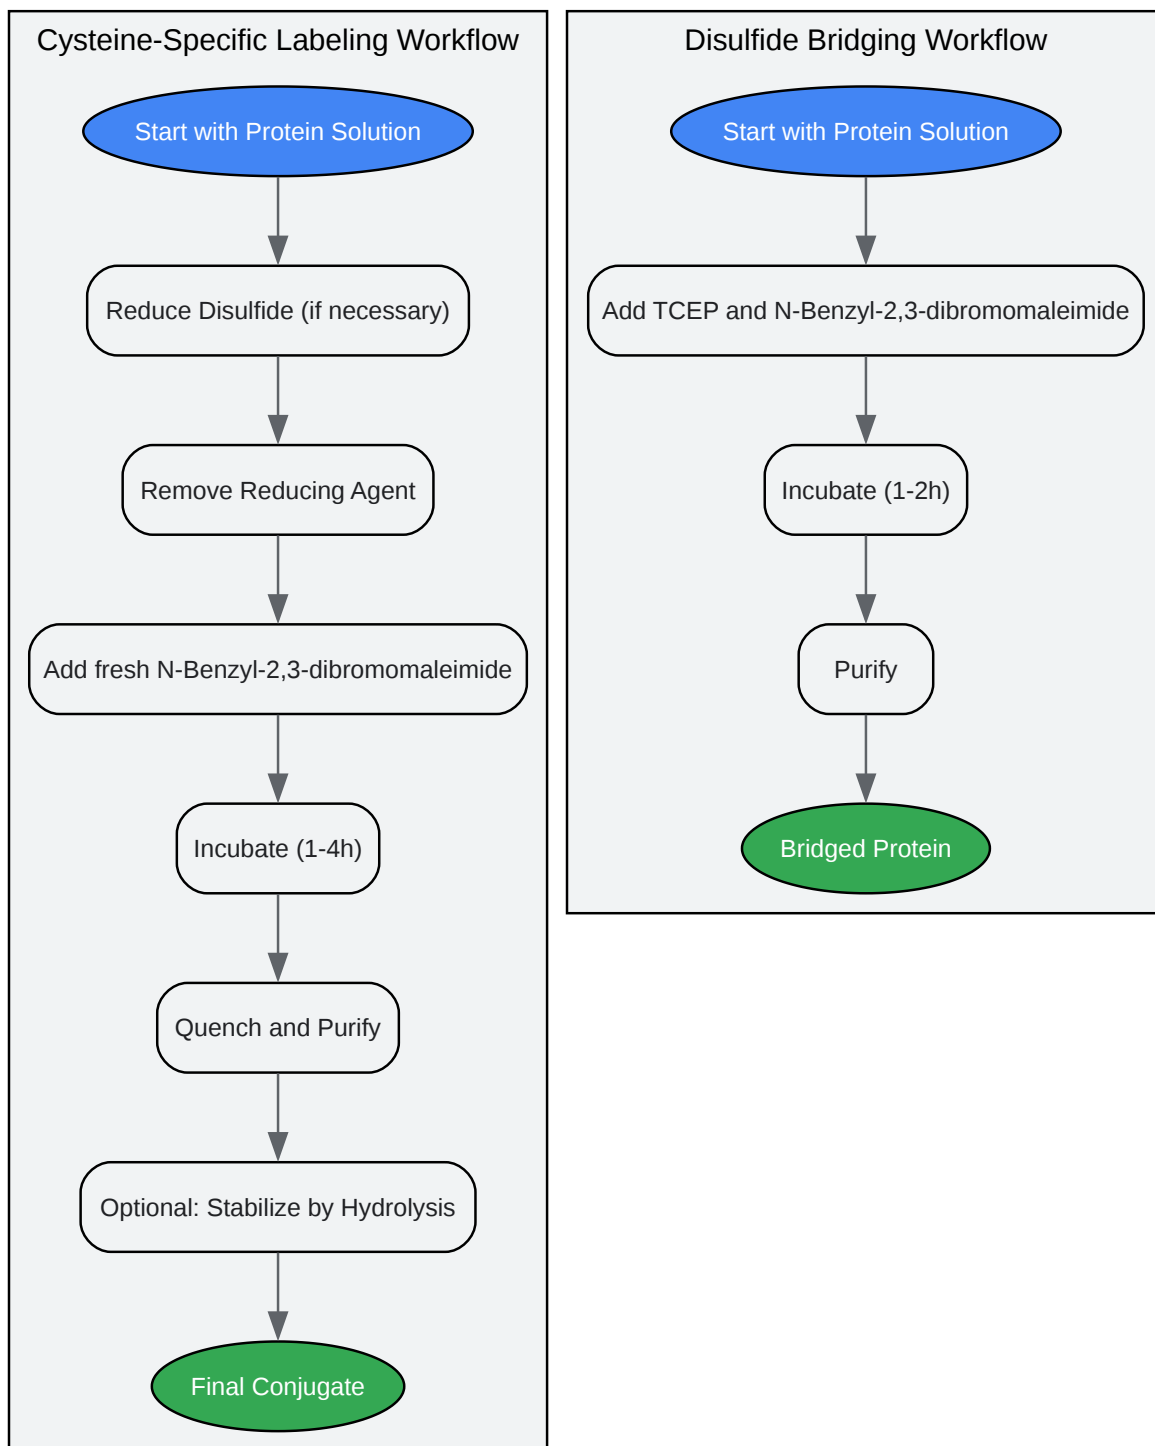 Cysteine-Specific Labeling Workflow
Start with Protein Solution
Reduce Disulfide (if necessary)
Remove Reducing Agent
Add fresh N-Benzyl-2,3-dibromomaleimide
Incubate (1-4h)
Quench and Purify
Optional: Stabilize by Hydrolysis
Final Conjugate
Disulfide Bridging Workflow
Start with Protein Solution
Add TCEP and N-Benzyl-2,3-dibromomaleimide
Incubate (1-2h)
Purify
Bridged Protein